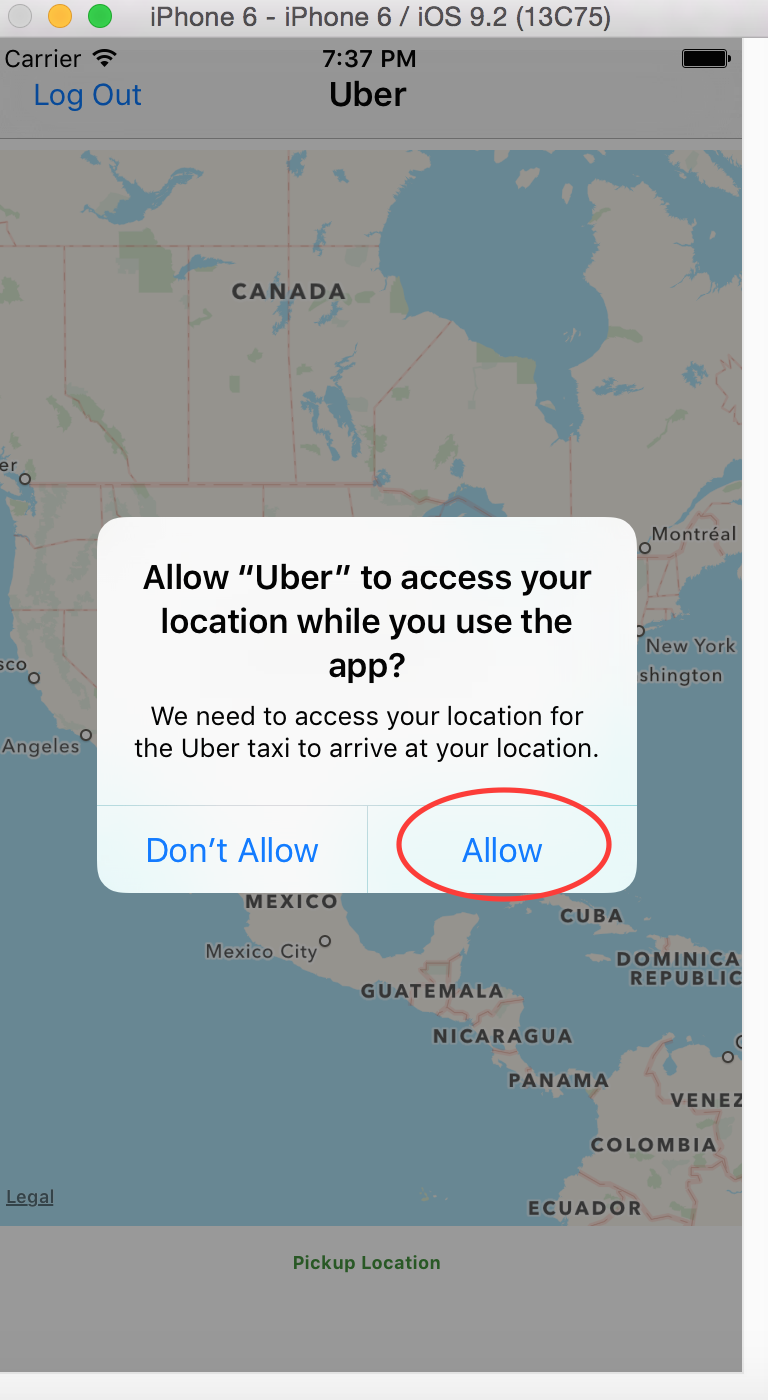 iPhone 6 - iPhone 6 / iOS 9.2 (13C75)
Carrier 7:37 PM
Log Out Uber
CANADA
er
Montréal
Allow “Uber” to access your
location while you use the
app?
New York
sco
shington
We need to access your location for
the Uber taxi to arrive at your location.
Angeles
Don’t Allow Allow
MEXICO
CUBA
Mexico City
DOMINICA
REPUBLIC
GUATEMALA
NICARAGUA
PANAMA
VENEZ
COLOMBIA
Legal
ECUADOR
Pickup Location